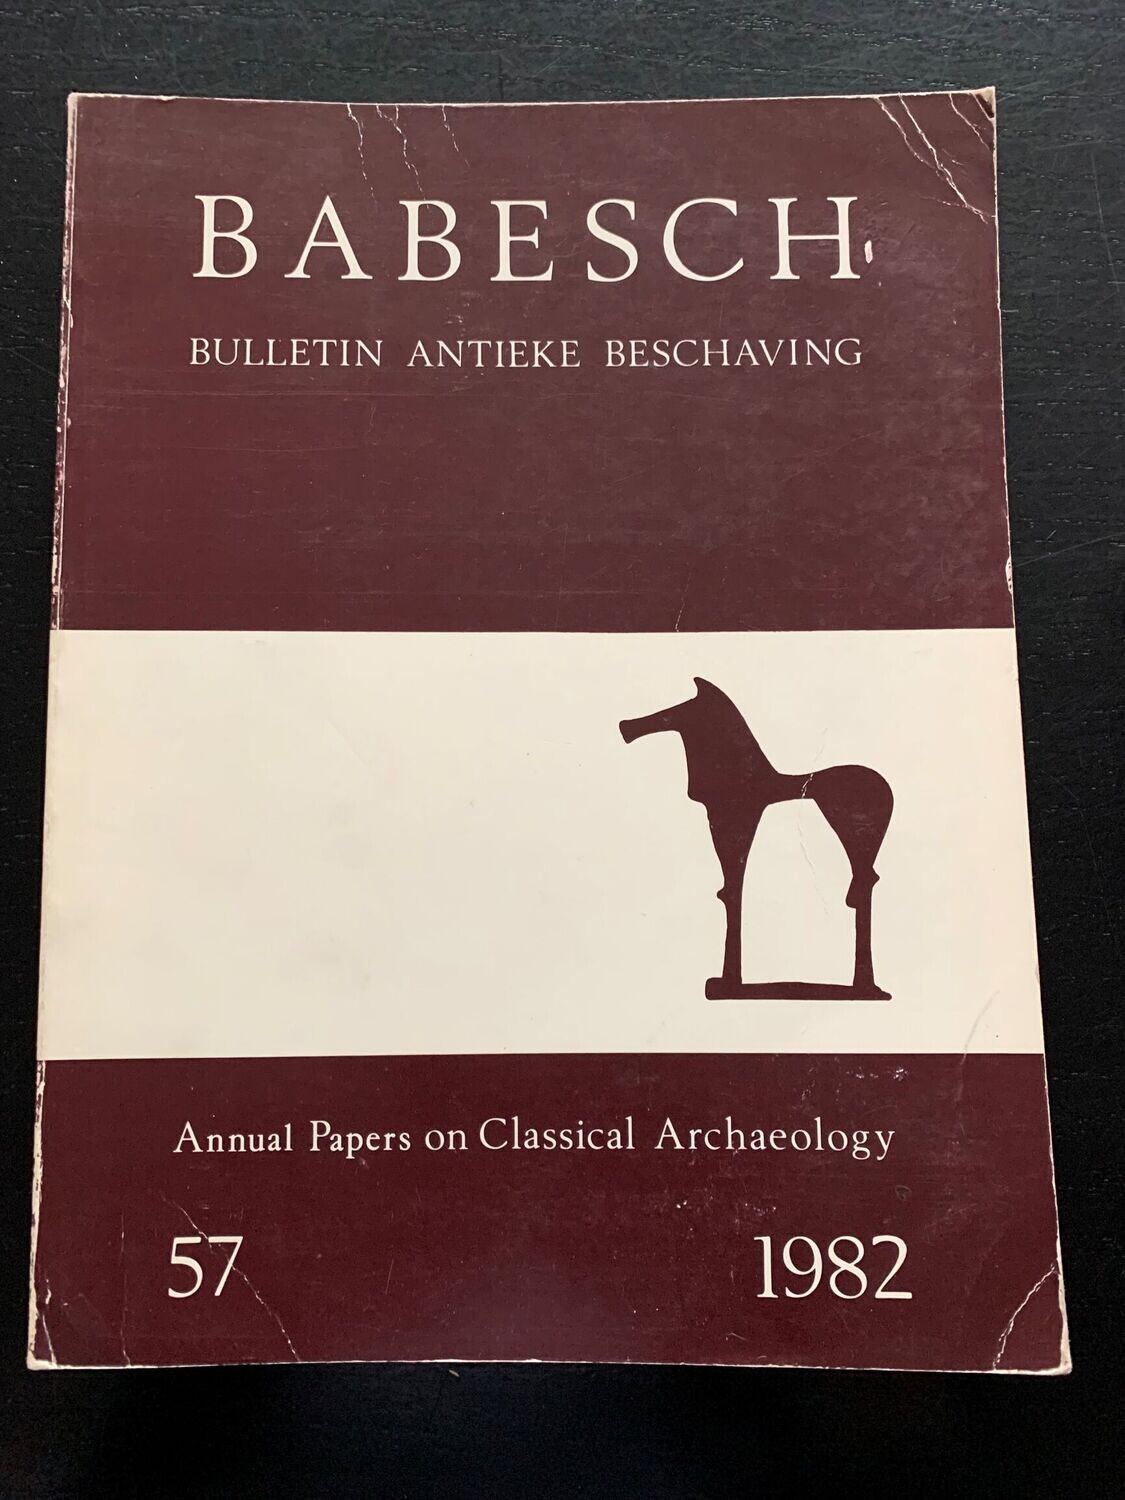 BABESCH
BULLETIN ANTIEKE BESCHAVING
Annual Papers on Classical Archaeology
57 1982